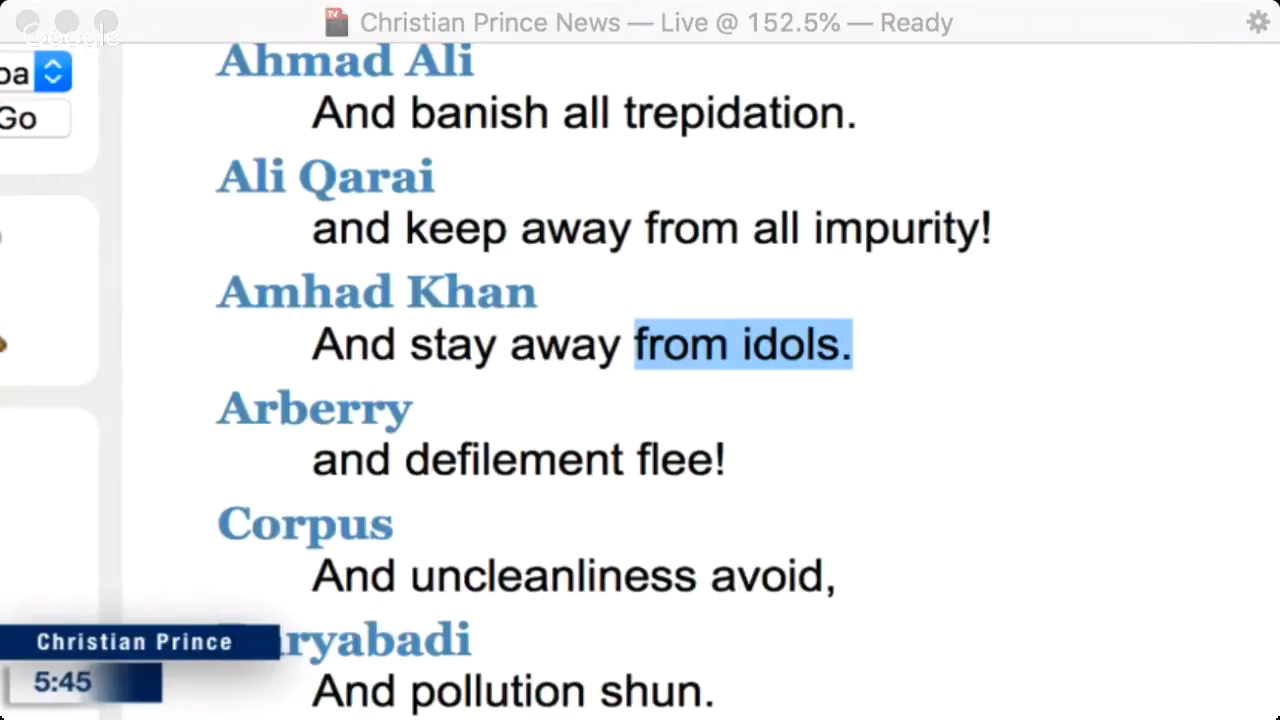 Christian Prince News — Live @ 152.5% — Ready
Google
oa
Go
Ahmad Ali
And banish all trepidation.
Ali Qarai
and keep away from all impurity!
Amhad Khan
And stay away from idols.
Arberry
and defilement flee!
Corpus
And uncleanliness avoid,
ryabadi
And pollution shun.
Christian Prince
5:45